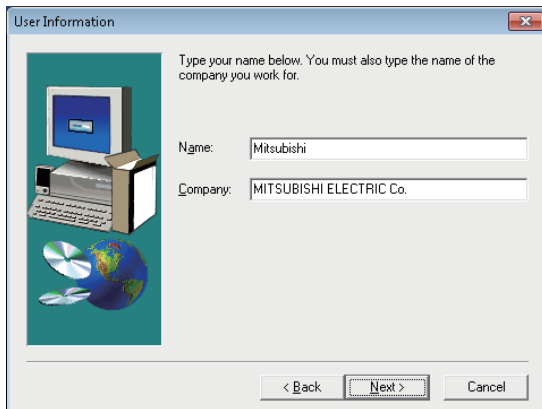 User Information
Type your name below. You must also type the name of the
company you work for.
Name: Mitsubishi
Company: MITSUBISHI ELECTRIC Co.
< Back Next > Cancel